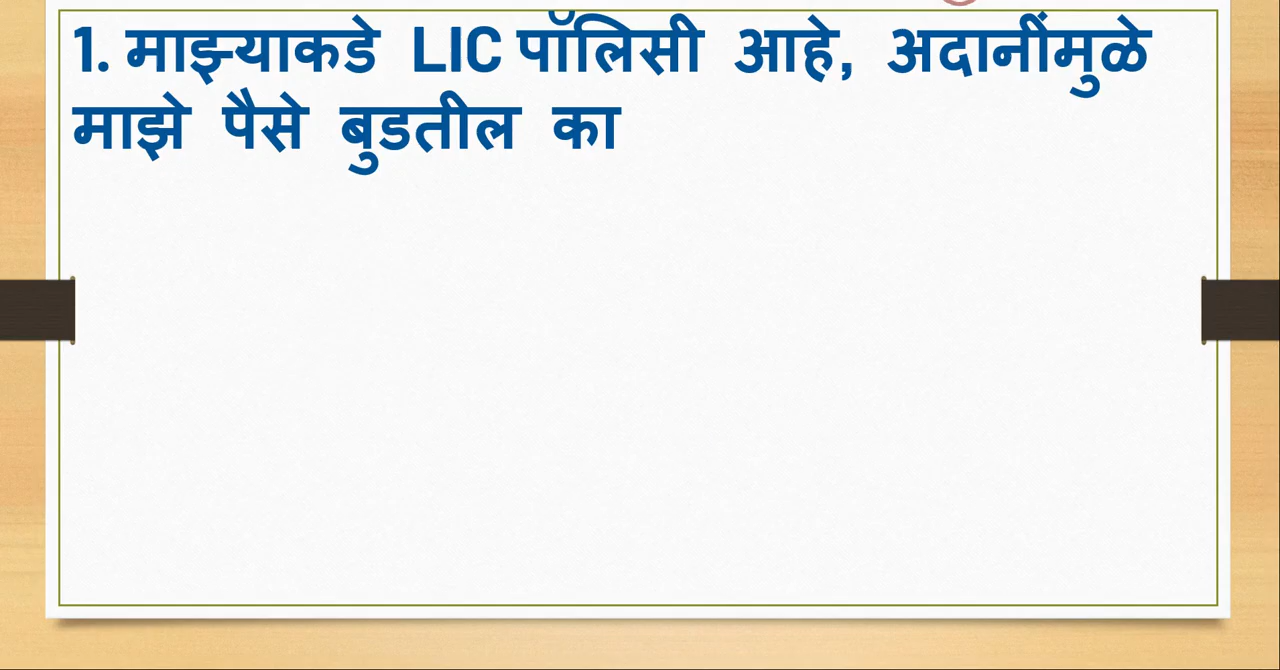 1. माझ्याकडे LIC पॉलिसी आहे, अदानींमुळे
माझे पैसे बुडतील का